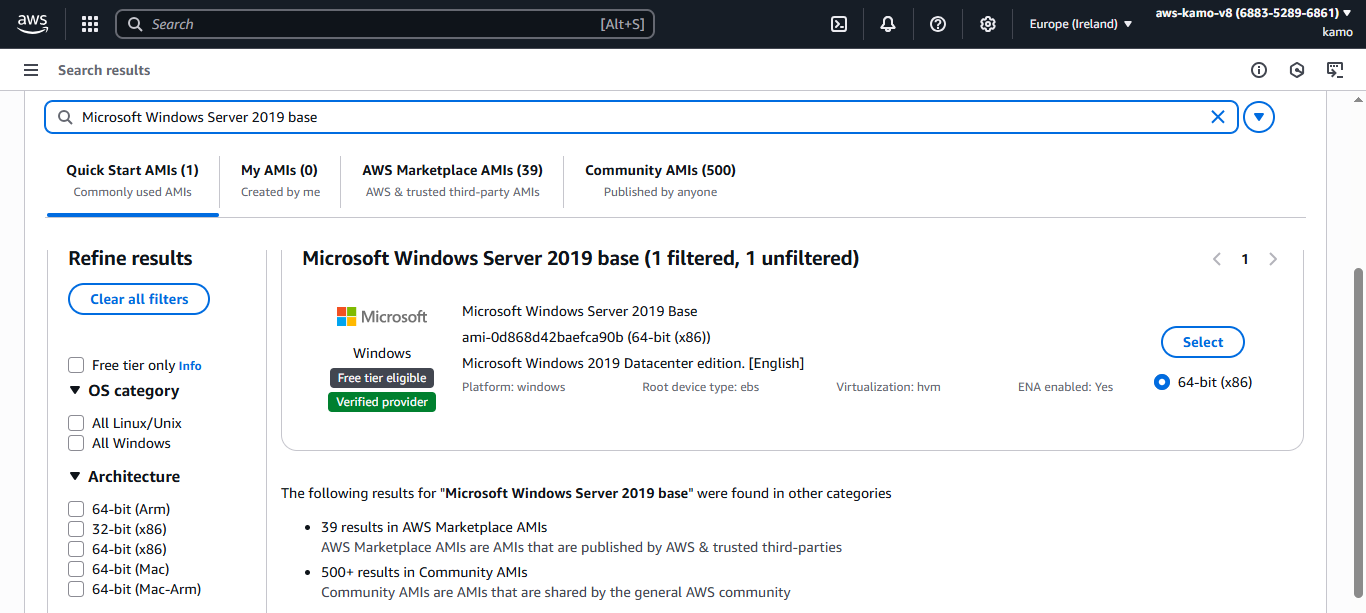 aws
Search
[Alt+S]
Europe (Ireland)
aws-kamo-v8 (6883-5289-6861)
kamo
Search results
Microsoft Windows Server 2019 base
Quick Start AMIs (1)
Commonly used AMIs
My AMIs (0)
Created by me
AWS Marketplace AMIs (39)
AWS & trusted third-party AMIs
Community AMIs (500)
Published by anyone
Refine results
Clear all filters
Free tier only Info
OS category
All Linux/Unix
All Windows
Architecture
64-bit (Arm)
32-bit (x86)
64-bit (x86)
64-bit (Mac)
64-bit (Mac-Arm)
Microsoft Windows Server 2019 base (1 filtered, 1 unfiltered)
1
Microsoft
Windows
Free tier eligible
Verified provider
Microsoft Windows Server 2019 Base
ami-0d868d42baefca90b (64-bit (x86))
Microsoft Windows 2019 Datacenter edition. [English]
Platform: windows
Root device type: ebs
Virtualization: hvm
ENA enabled: Yes
Select
64-bit (x86)
The following results for "Microsoft Windows Server 2019 base" were found in other categories
• 39 results in AWS Marketplace AMIs
AWS Marketplace AMIs are AMIs that are published by AWS & trusted third-parties
• 500+ results in Community AMIs
Community AMIs are AMIs that are shared by the general AWS community